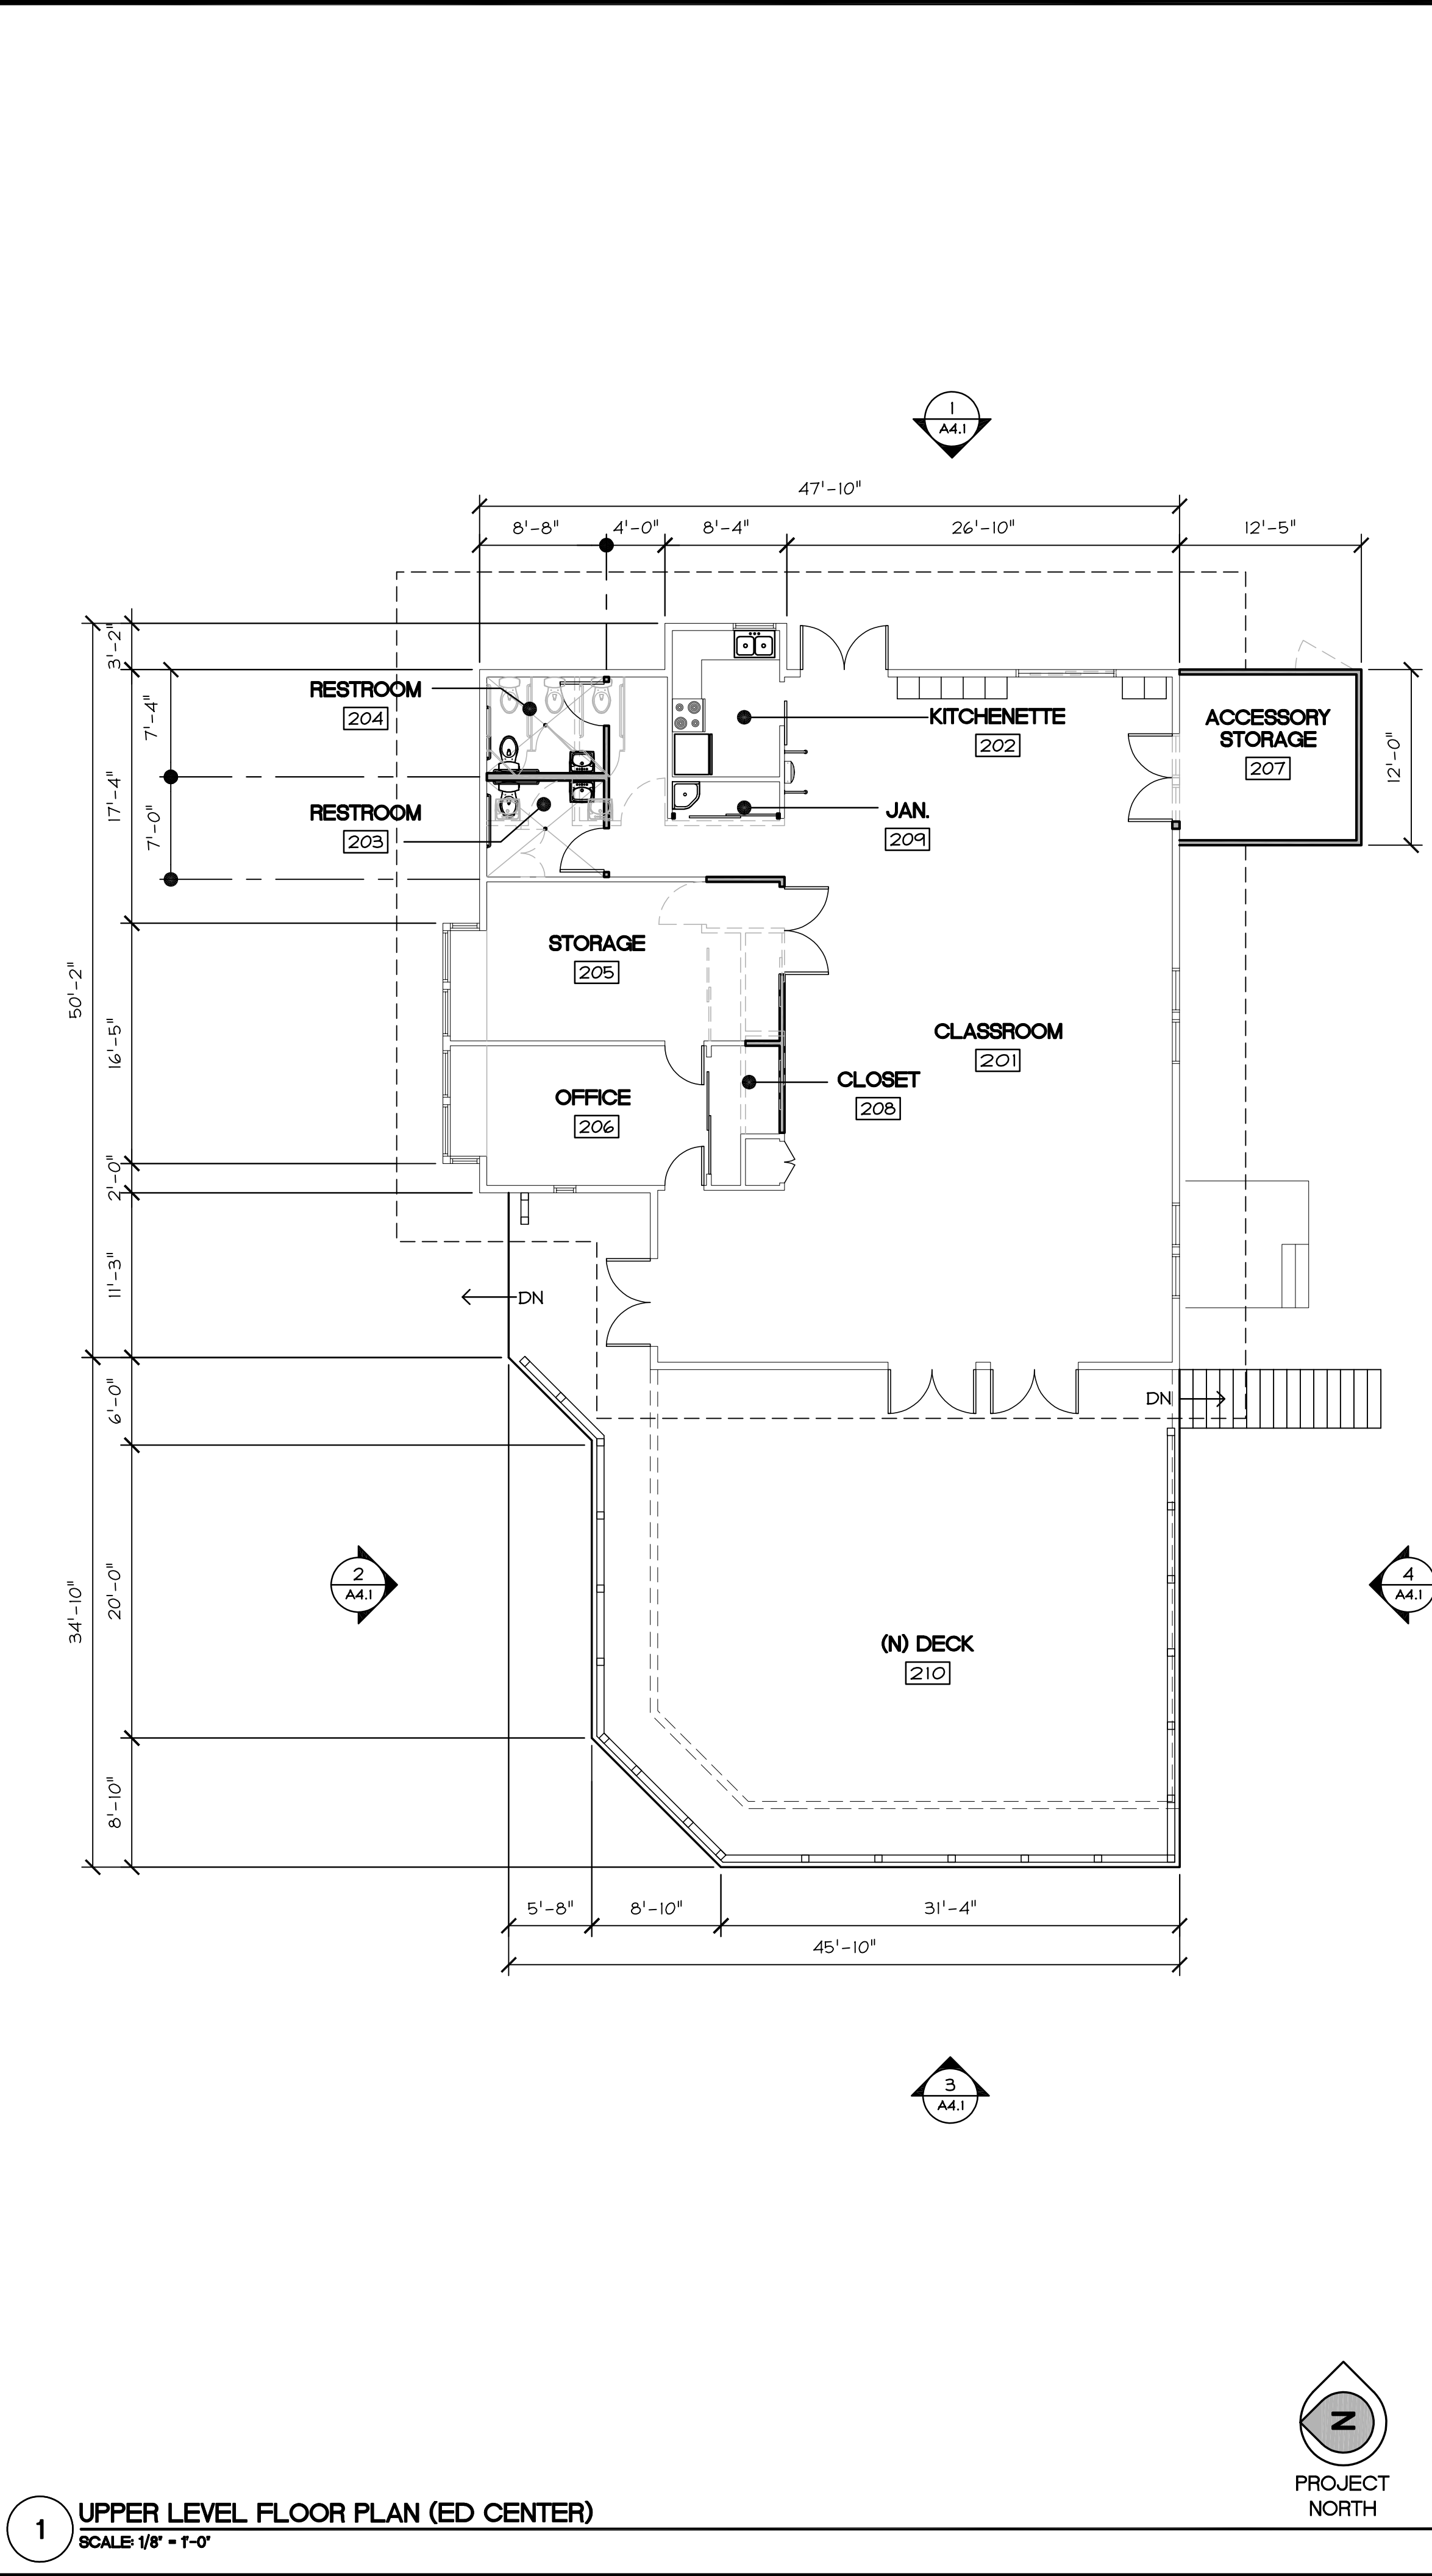 1
A4.1
47'-10"
8'-8"
4'-0"
8'-4"
26'-10"
12'-5"
3'-2"
7'-4"
17'-4"
7'-0"
50'-2"
16'-5"
2'-0"
11'-3"
6'-0"
34'-10"
20'-0"
8'-10"
RESTROOM
204
RESTROOM
203
KITCHENETTE
202
JAN.
209
ACCESSORY
STORAGE
207
12'-0"
STORAGE
205
CLASSROOM
201
OFFICE
206
CLOSET
208
DN
DN
2
A4.1
4
A4.1
(N) DECK
210
5'-8"
8'-10"
31'-4"
45'-10"
3
A4.1
N
PROJECT
NORTH
1
UPPER LEVEL FLOOR PLAN (ED CENTER)
SCALE: 1/8" = 1'-0"